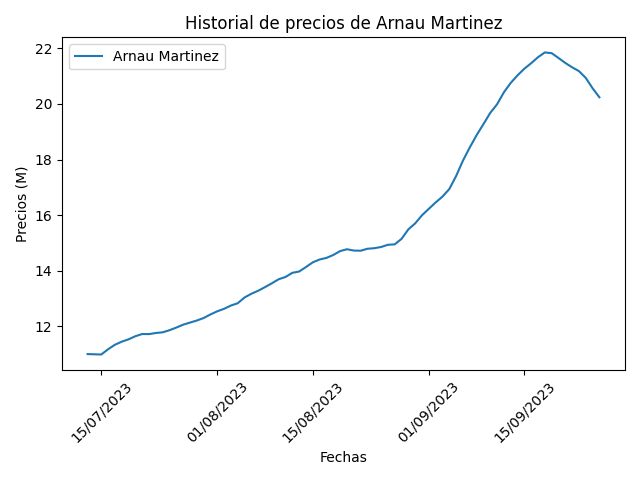 Historial de precios de Arnau Martinez
Arnau Martinez
Precios (M)
22
20
18
16
14
12
15/07/2023
01/08/2023
15/08/2023
01/09/2023
15/09/2023
Fechas